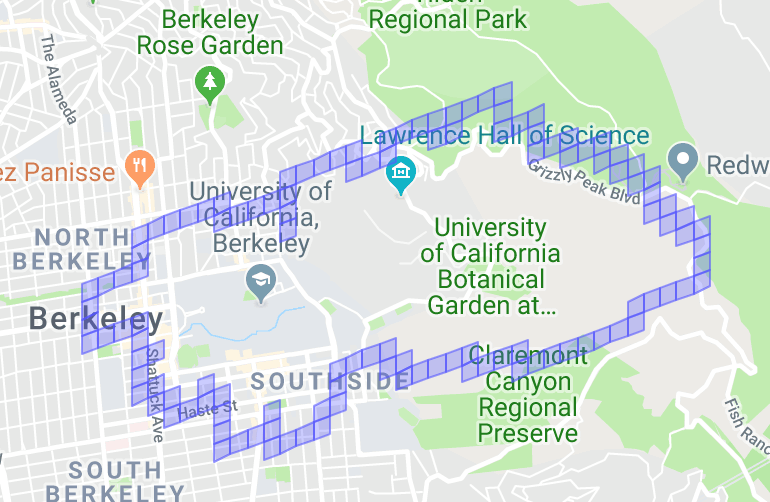 Tilden
Regional Park
Berkeley
Rose Garden
The Alameda
Lawrence Hall of Science
ez Panisse
Redw
Grizzly Peak Blvd
University of
California,
Berkeley
NORTH
BERKELEY
University
of California
Botanical
Garden at...
Berkeley
Shattuck Ave
SOUTHSIDE
Claremont
Canyon
Regional
Preserve
Haste St
Fish Ranc
SOUTH
BERKELEY